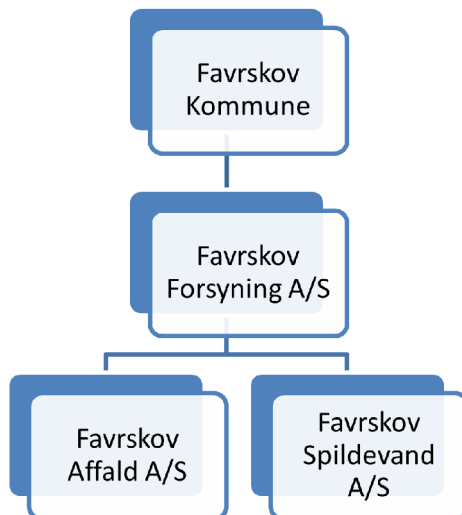 Favrskov
Kommune
Favrskov
Forsyning A/S
Favrskov
Affald A/S
Favrskov
Spildevand
A/S